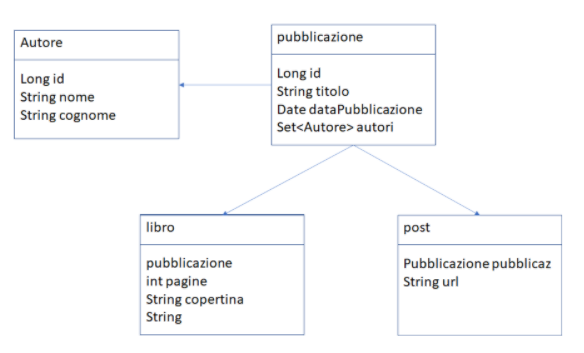 Autore
Long id
String nome
String cognome
pubblicazione
Long id
String titolo
Date dataPubblicazione
Set<Autore> autori
libro
pubblicazione
int pagine
String copertina
String
post
Pubblicazione pubblicaz
String url